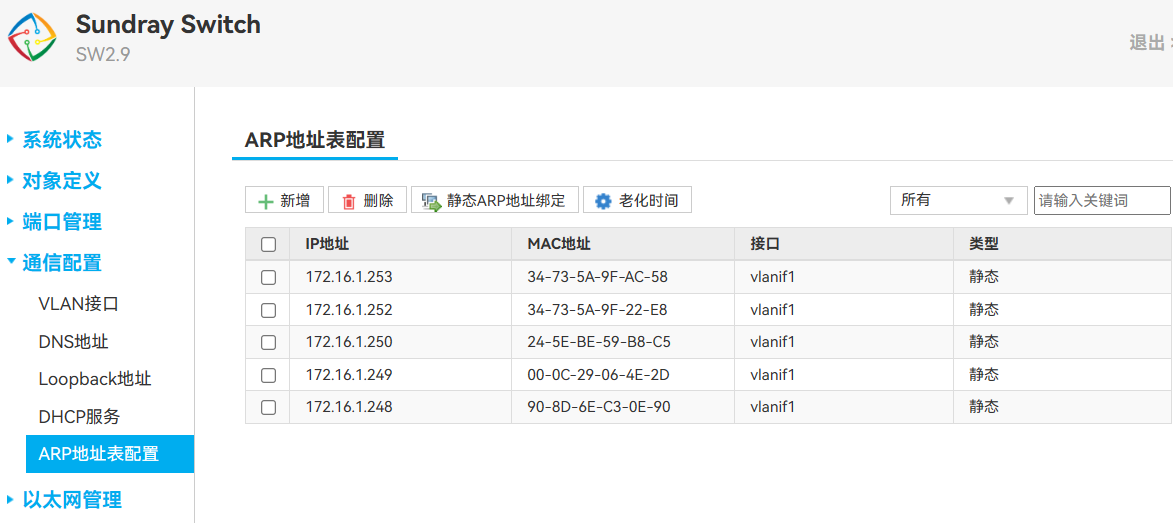 Sundray Switch
SW2.9
退出
系统状态
对象定义
端口管理
通信配置
VLAN接口
DNS地址
Loopback地址
DHCP服务
ARP地址表配置
以太网管理
ARP地址表配置
新增 删除 静态ARP地址绑定 老化时间 所有 请输入关键词
IP地址 MAC地址 接口 类型
172.16.1.253 34-73-5A-9F-AC-58 vlanif1 静态
172.16.1.252 34-73-5A-9F-22-E8 vlanif1 静态
172.16.1.250 24-5E-BE-59-B8-C5 vlanif1 静态
172.16.1.249 00-0C-29-06-4E-2D vlanif1 静态
172.16.1.248 90-8D-6E-C3-0E-90 vlanif1 静态